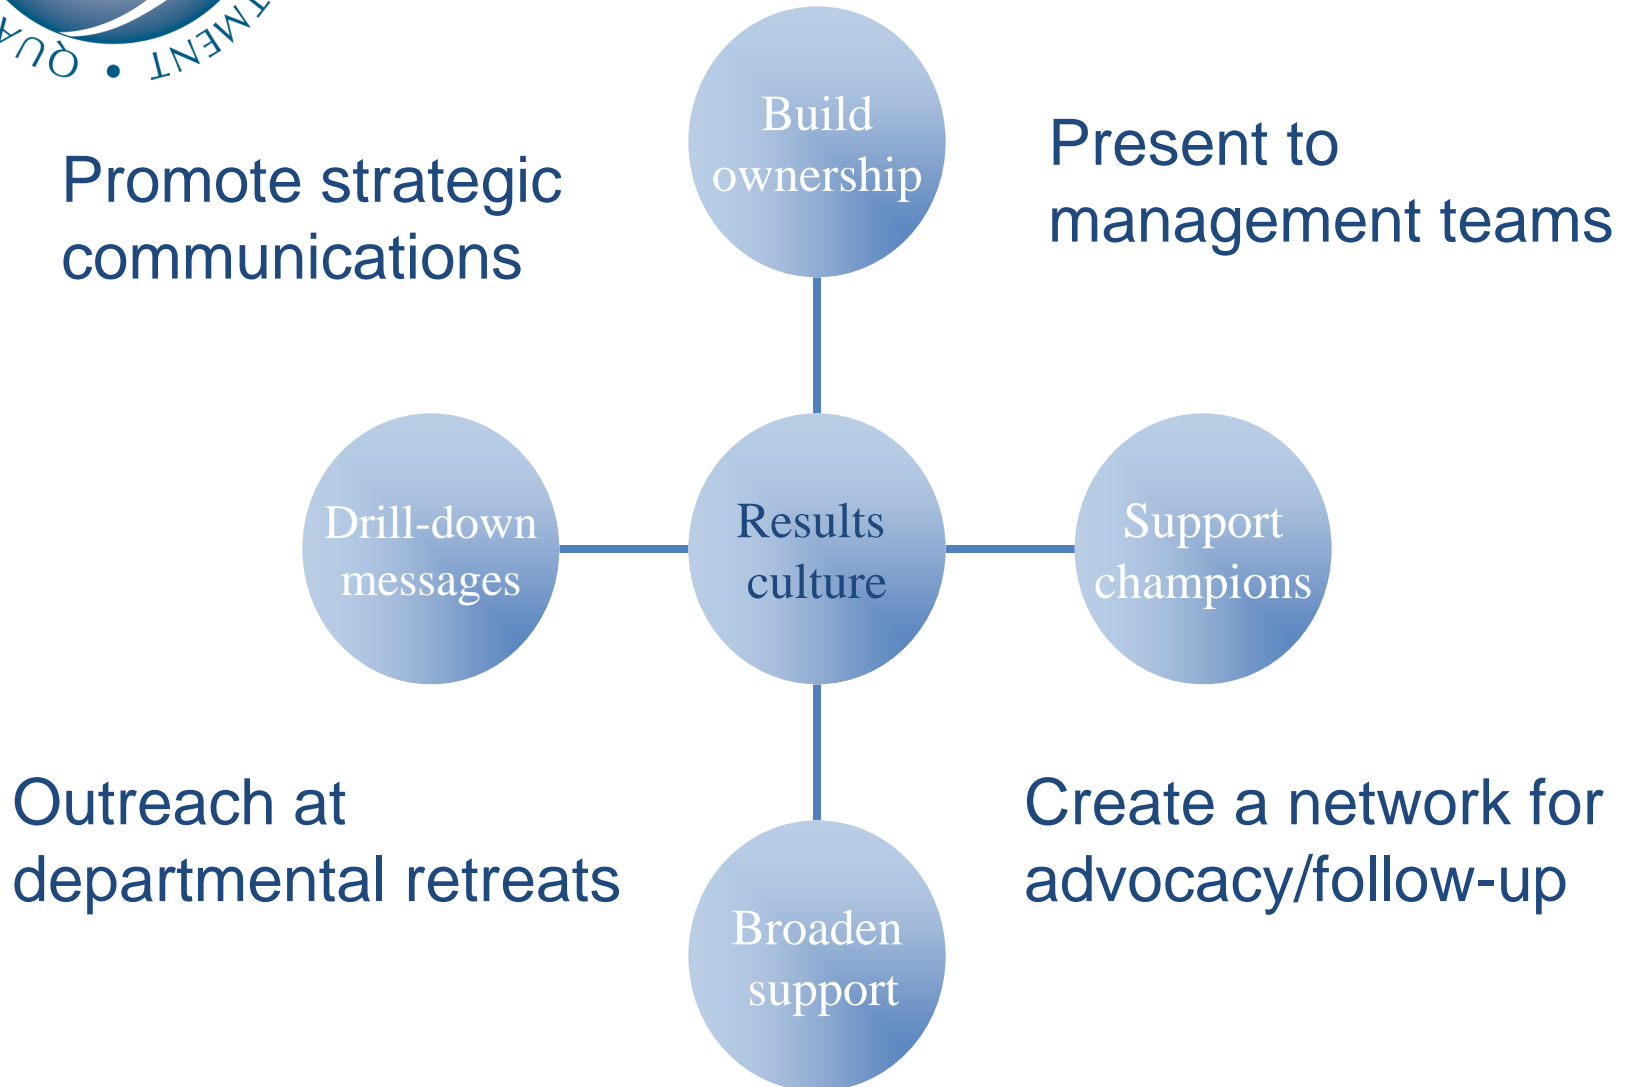 Build
ownership
Promote strategic
communications
Present to
management teams
Drill-down
messages
Results
culture
Support
champions
Outreach at
departmental retreats
Create a network for
advocacy/follow-up
Broaden
support